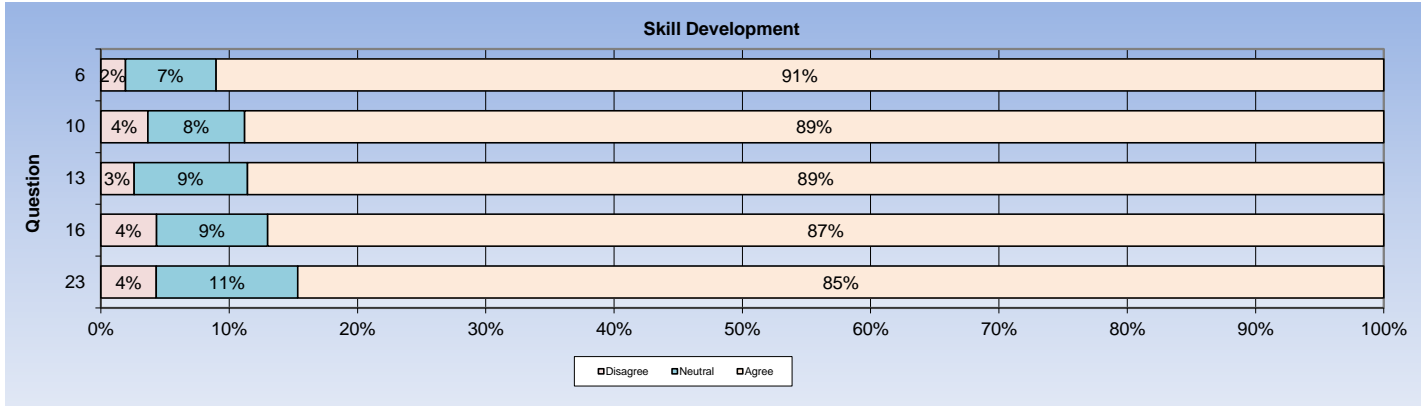 Skill Development
Question
6 2% 7% 91%
10 4% 8% 89%
13 3% 9% 89%
16 4% 9% 87%
23 4% 11% 85%
0% 10% 20% 30% 40% 50% 60% 70% 80% 90% 100%
Disagree Neutral Agree